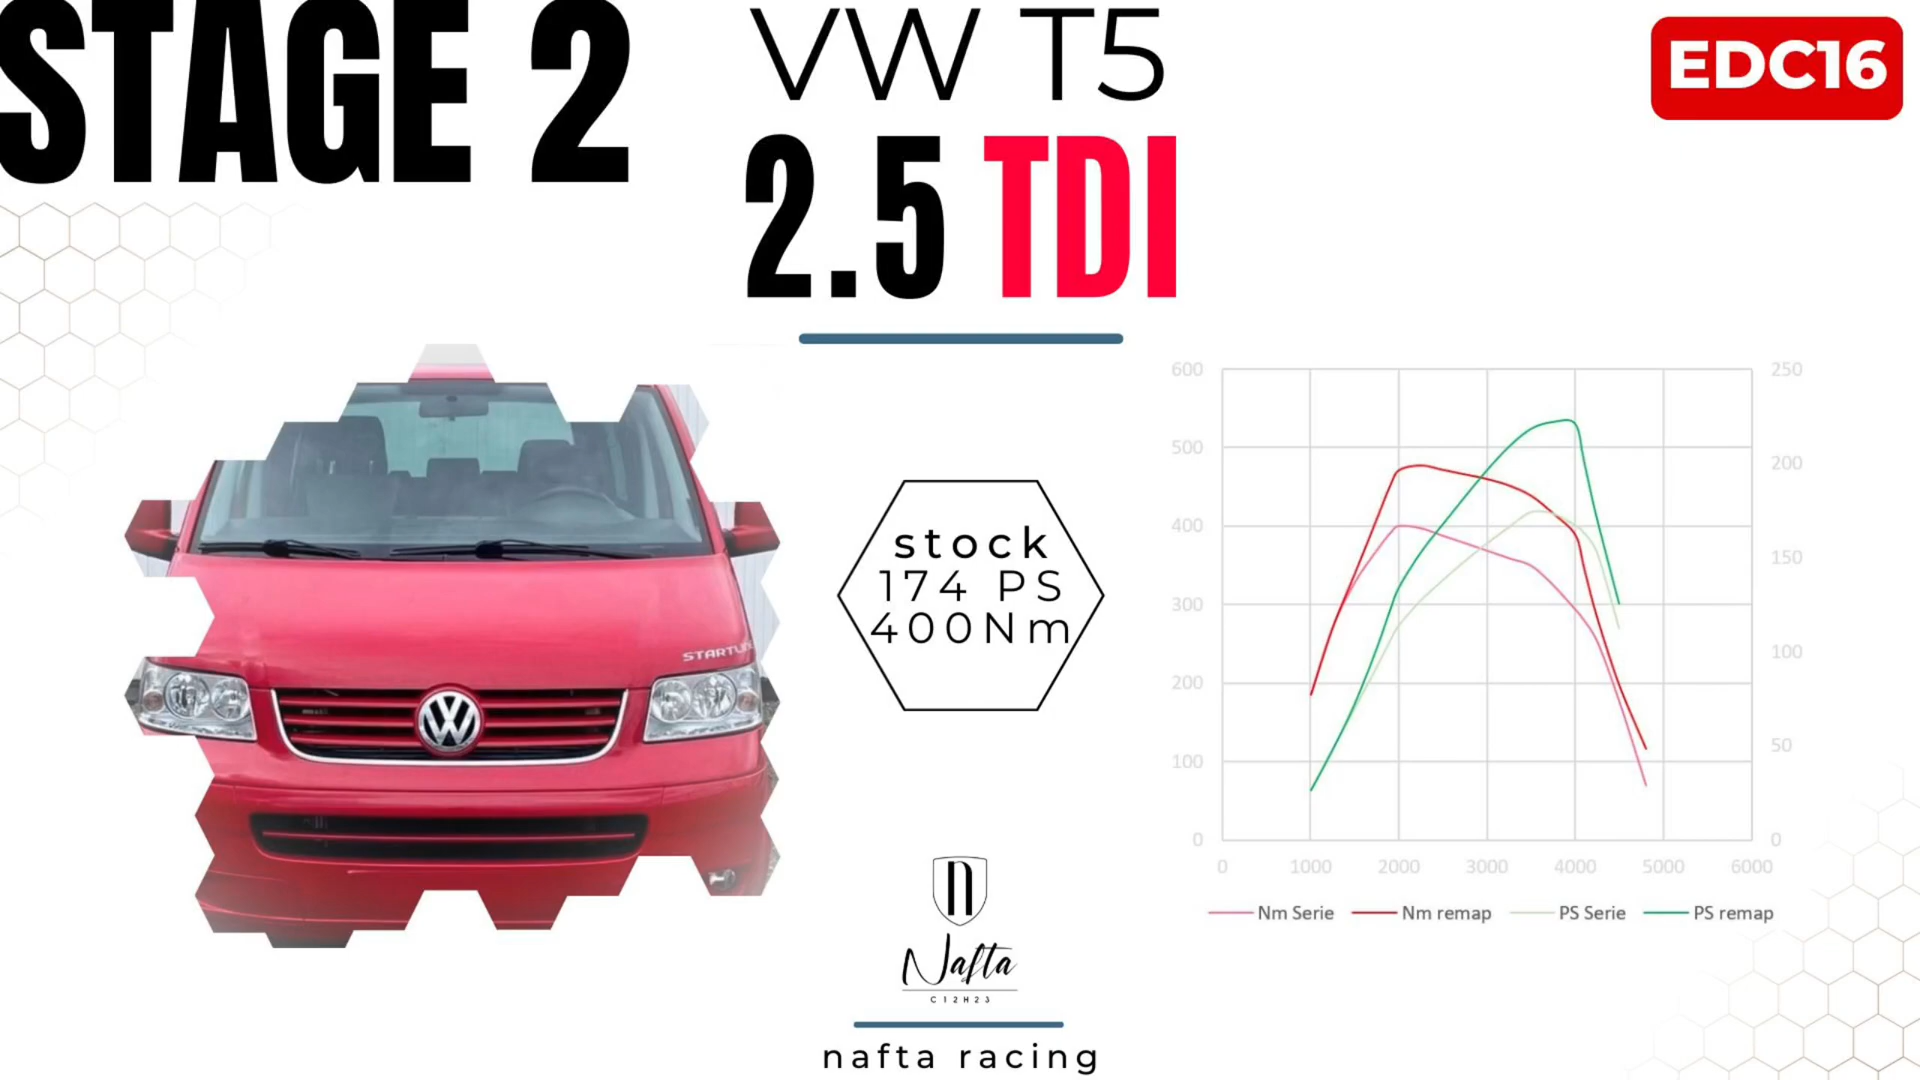 STAGE 2
VW T5
2.5 TDI
EDC16
stock
174 PS
400Nm
STARTLI
600
500
400
300
200
100
0
250
200
150
100
50
0
0 1000 2000 3000 4000 5000 6000
Nm Serie Nm remap PS Serie PS remap
n
Nafta
C12H23
nafta racing